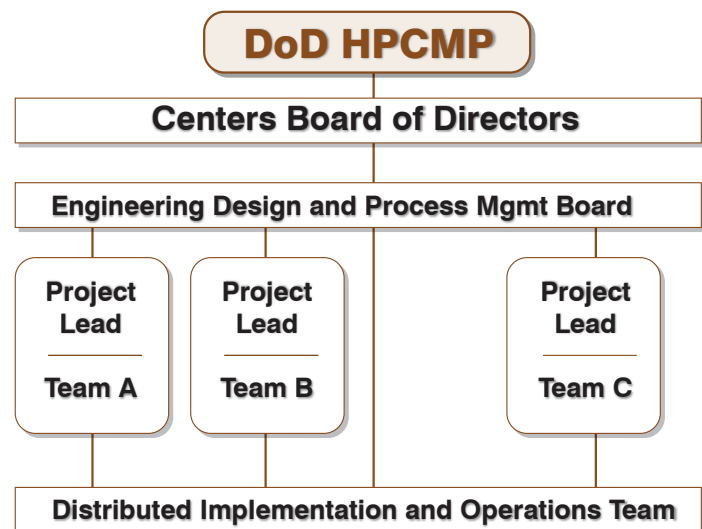 DoD HPCMP
Centers Board of Directors
Engineering Design and Process Mgmt Board
Project
Lead
Team A
Project
Lead
Team B
Project
Lead
Team C
Distributed Implementation and Operations Team